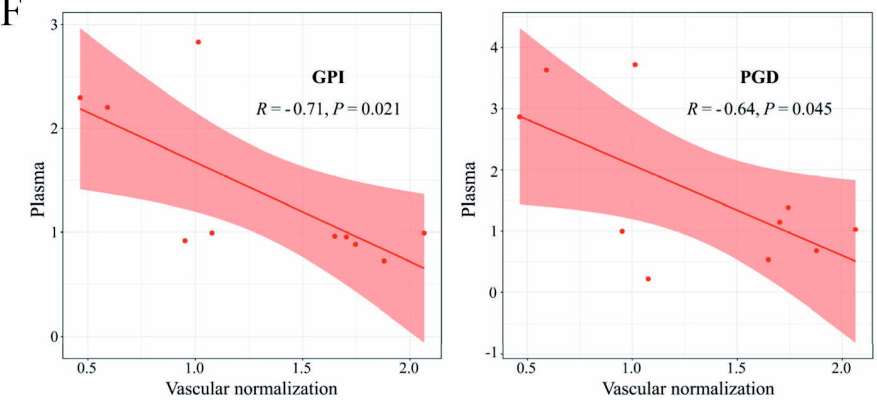 F
3
2
1
0
Plasma
GPI
R = -0.71, P = 0.021
0.5 1.0 1.5 2.0
Vascular normalization
4
3
2
1
0
-1
Plasma
PGD
R = -0.64, P = 0.045
0.5 1.0 1.5 2.0
Vascular normalization